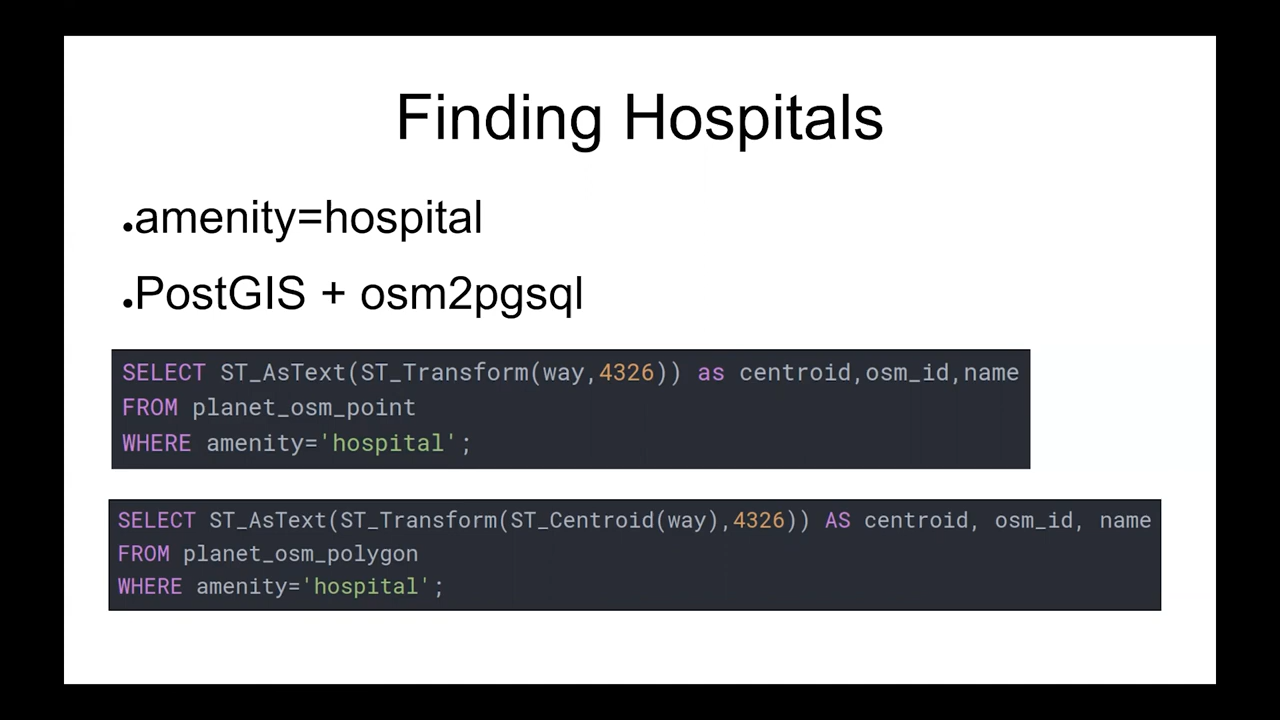 Finding Hospitals
●amenity=hospital
●PostGIS + osm2pgsql
SELECT ST_AsText(ST_Transform(way,4326)) as centroid,osm_id,name
FROM planet_osm_point
WHERE amenity='hospital';
SELECT ST_AsText(ST_Transform(ST_Centroid(way),4326)) AS centroid, osm_id, name
FROM planet_osm_polygon
WHERE amenity='hospital';